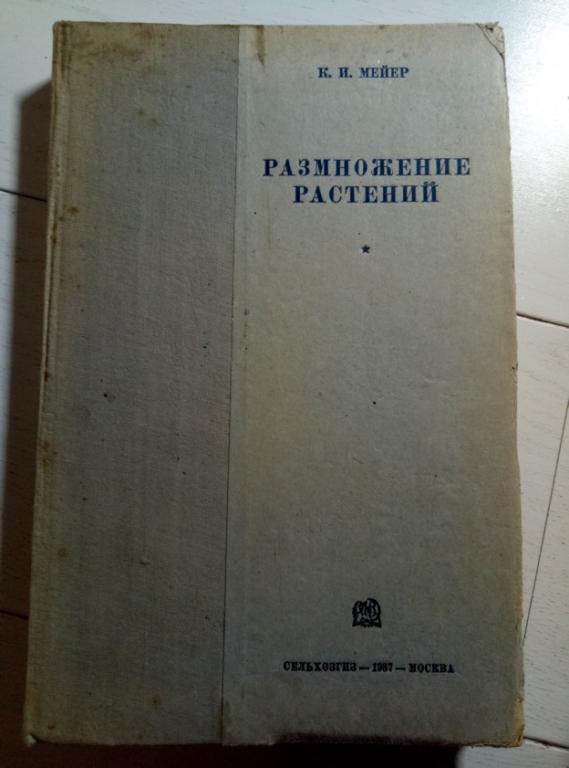 К. И. МЕЙЕР
РАЗМНОЖЕНИЕ
РАСТЕНИЙ
СЕЛЬХОЗГИЗ — 1937 — МОСКВА